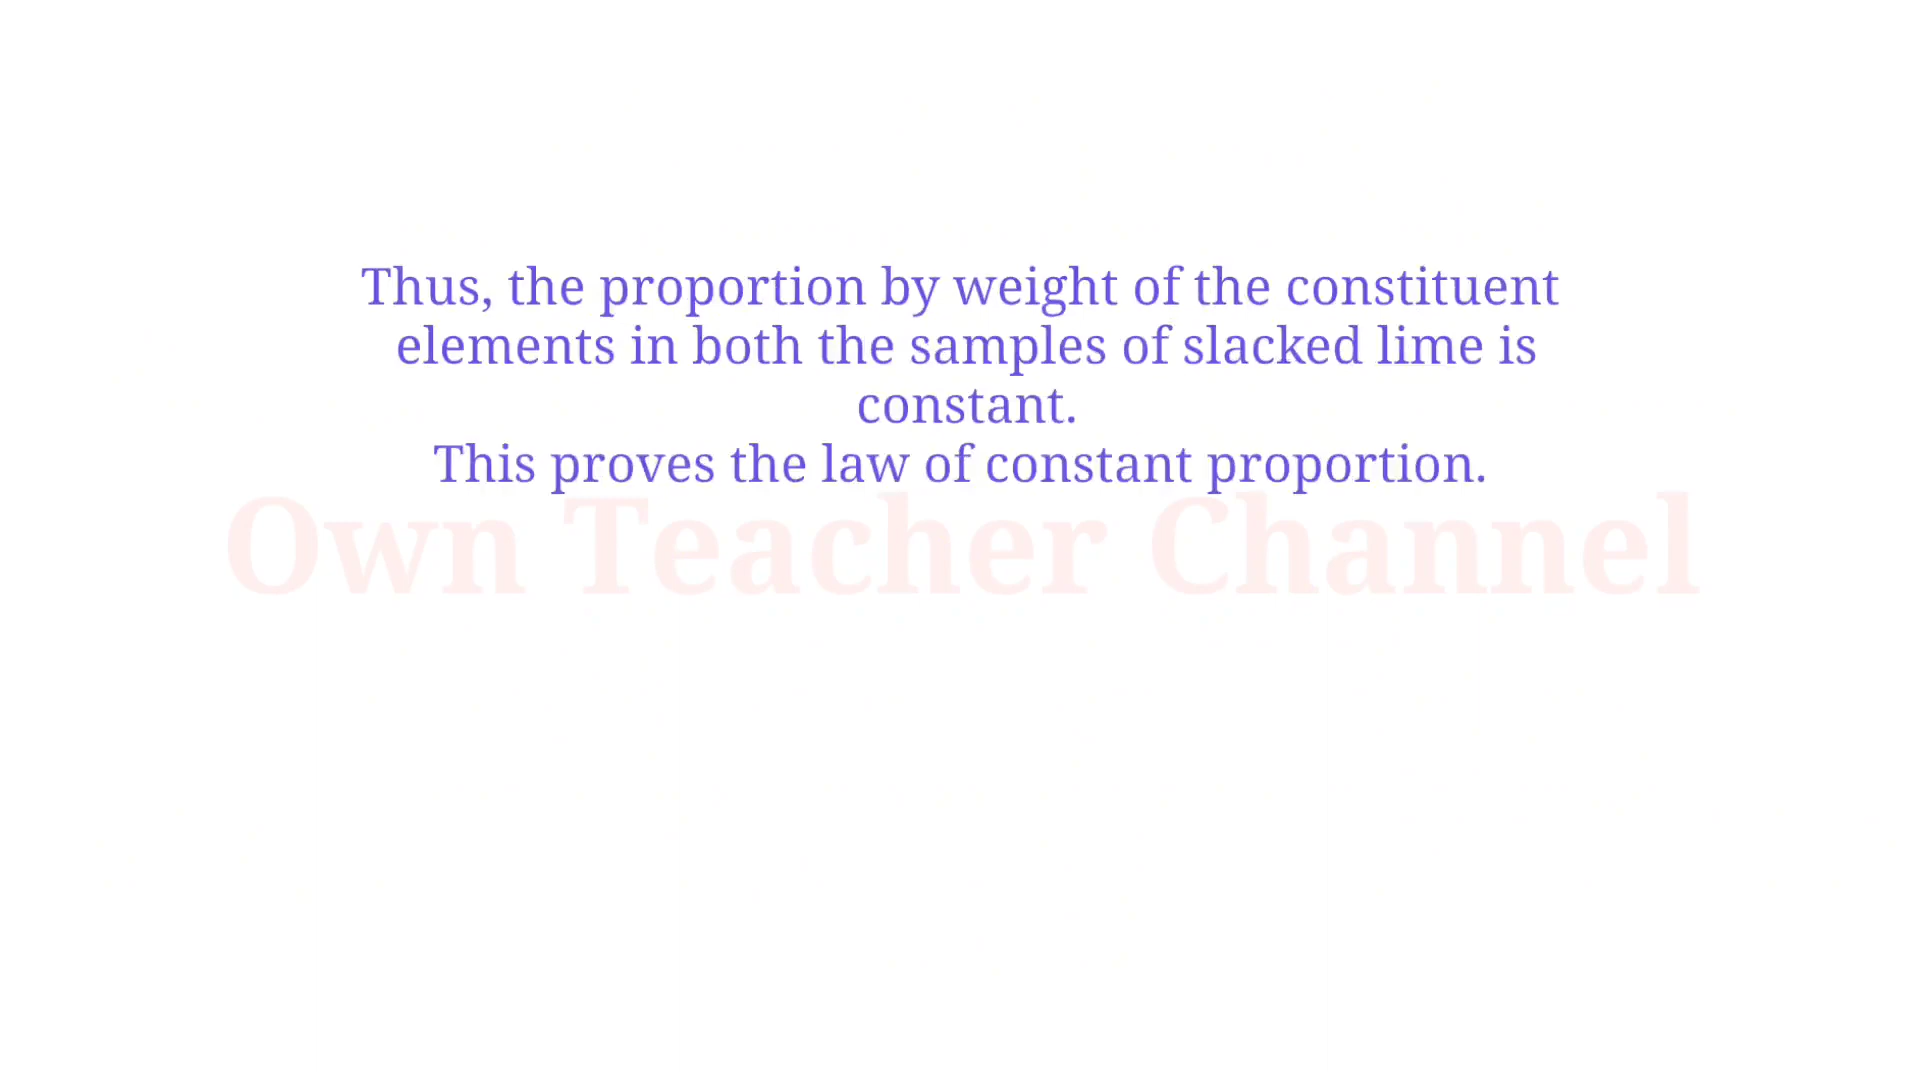 Thus, the proportion by weight of the constituent
elements in both the samples of slacked lime is
constant.
This proves the law of constant proportion.
Own Teacher Channel